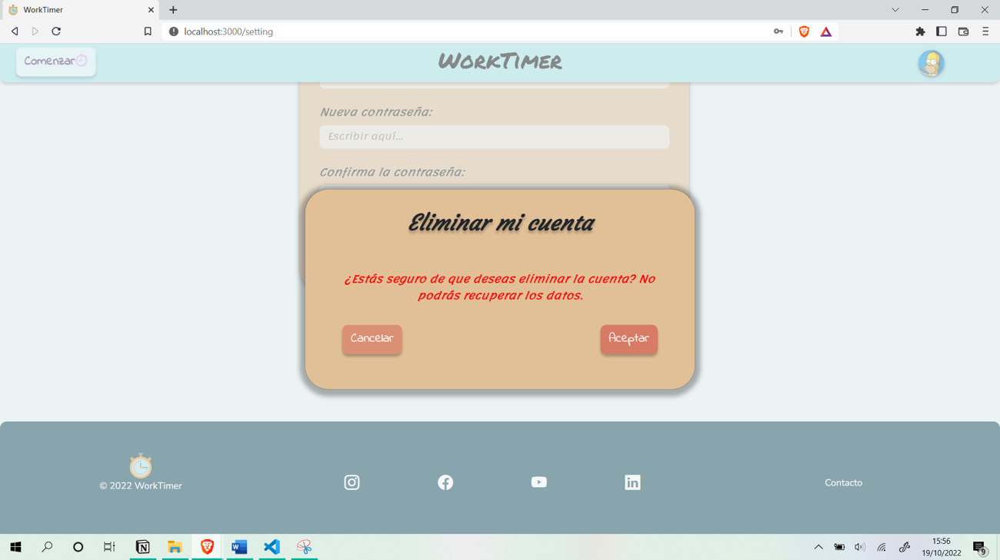 WorkTimer
localhost:3000/setting
Comenzar
WorkTimer
Nueva contraseña:
Escribir aquí...
Confirma la contraseña:
Eliminar mi cuenta
¿Estás seguro de que deseas eliminar la cuenta? No
podrás recuperar los datos.
Cancelar
Aceptar
© 2022 WorkTimer
Contacto
15:56
19/10/2022
9